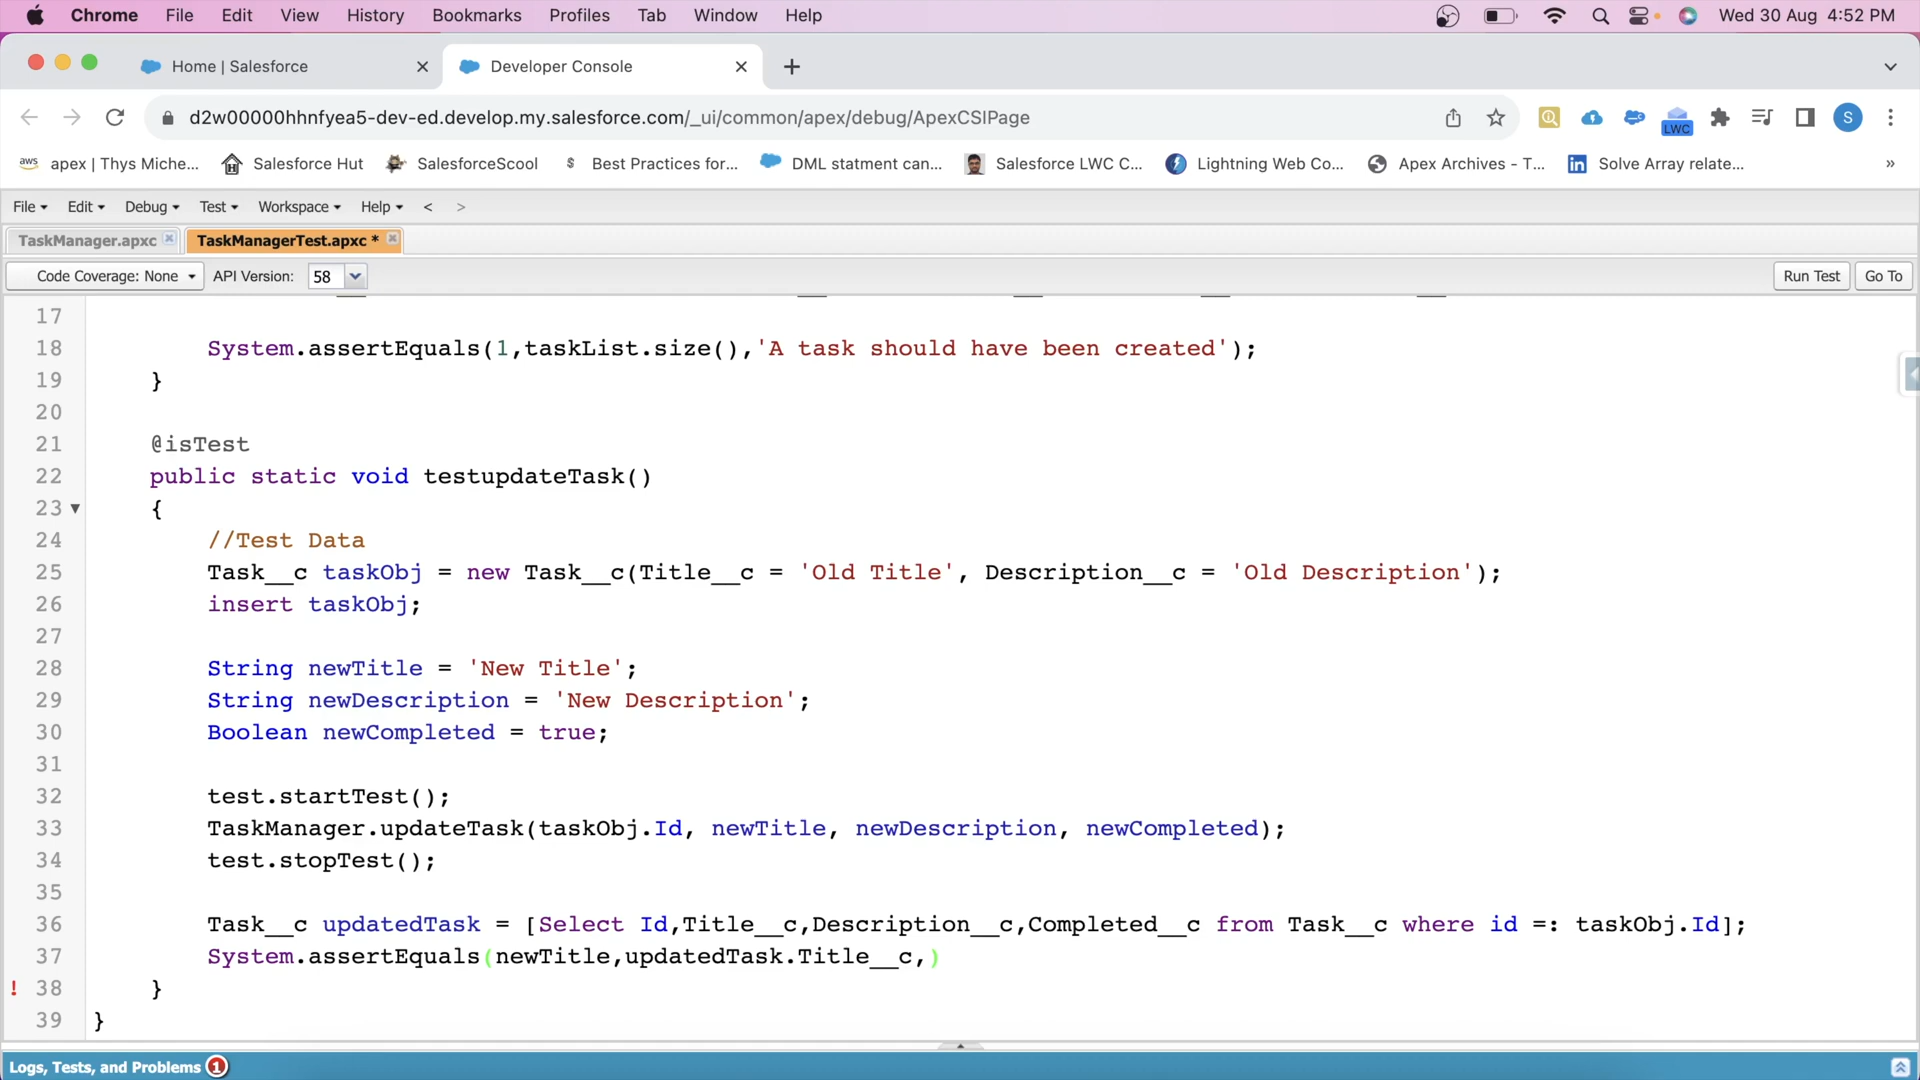 Chrome File Edit View History Bookmarks Profiles Tab Window Help Wed 30 Aug 4:52 PM
Home | Salesforce Developer Console
d2w00000hhnfyea5-dev-ed.develop.my.salesforce.com/_ui/common/apex/debug/ApexCSIPage LWC S
aws apex | Thys Miche... Salesforce Hut SalesforceScool S Best Practices for... DML statment can... Salesforce LWC C... Lightning Web Co... Apex Archives - T... in Solve Array relate... »
File Edit Debug Test Workspace Help < >
TaskManager.apxc TaskManagerTest.apxc *
Code Coverage: None API Version: 58 Run Test Go To
17
18 System.assertEquals(1,taskList.size(),'A task should have been created');
19 }
20
21 @isTest
22 public static void testupdateTask()
23 {
24 //Test Data
25 Task__c taskObj = new Task__c(Title__c = 'Old Title', Description__c = 'Old Description');
26 insert taskObj;
27
28 String newTitle = 'New Title';
29 String newDescription = 'New Description';
30 Boolean newCompleted = true;
31
32 test.startTest();
33 TaskManager.updateTask(taskObj.Id, newTitle, newDescription, newCompleted);
34 test.stopTest();
35
36 Task__c updatedTask = [Select Id,Title__c,Description__c,Completed__c from Task__c where id =: taskObj.Id];
37 System.assertEquals(newTitle,updatedTask.Title__c,)
! 38 }
39 }
Logs, Tests, and Problems 1